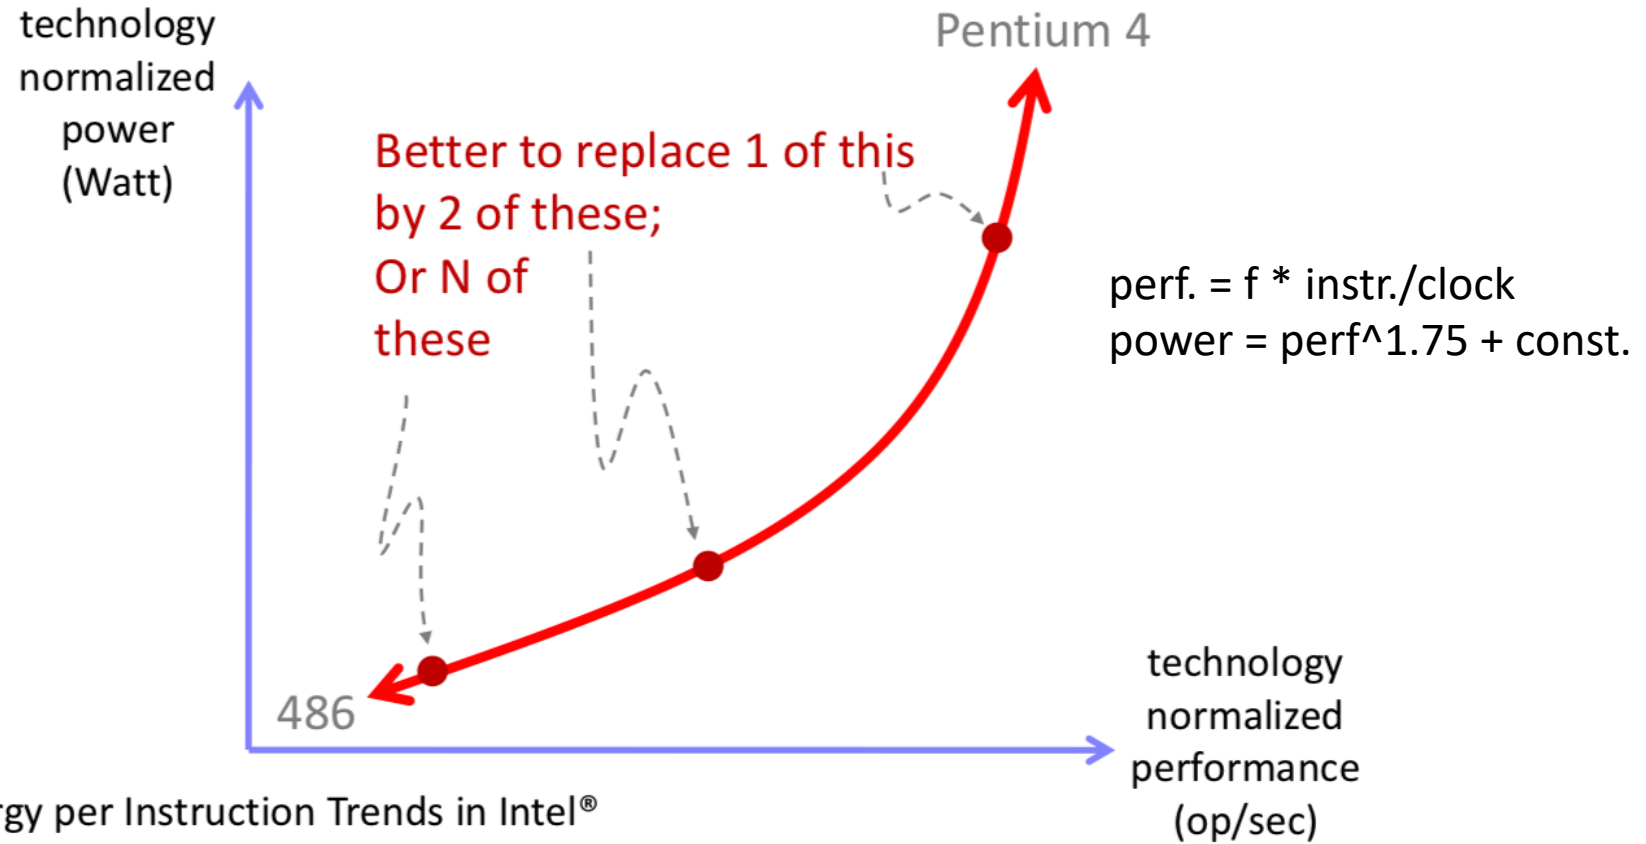 technology
normalized
power
(Watt)
Pentium 4
Better to replace 1 of this
by 2 of these;
Or N of
these
perf. = f * instr./clock
power = perf^1.75 + const.
486
technology
normalized
performance
(op/sec)
per Instruction Trends in Intel®